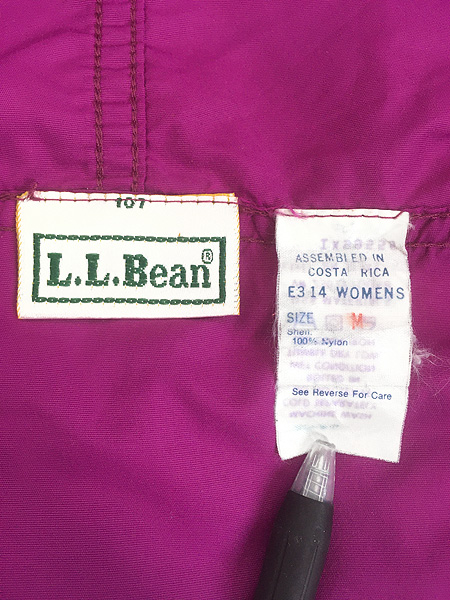 107
L.L.Bean®
ASSEMBLED IN
COSTA RICA
E314 WOMENS
SIZE M
Shell:
100% Nylon
See Reverse For Care